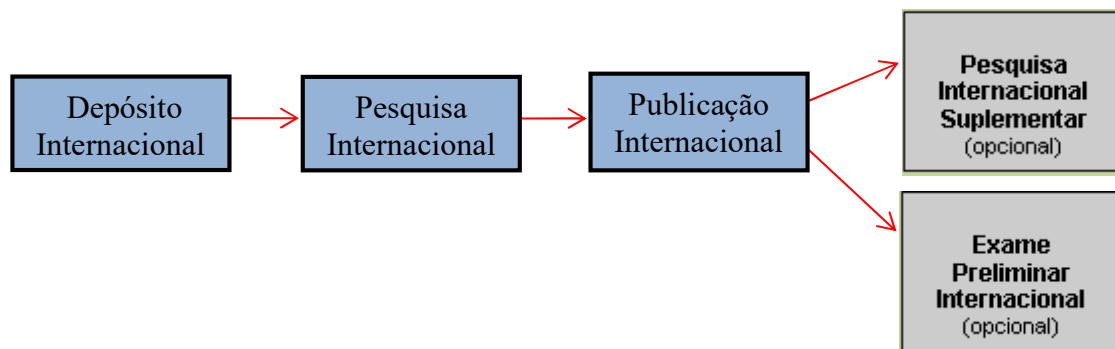 Depósito
Internacional
Pesquisa
Internacional
Publicação
Internacional
Pesquisa
Internacional
Suplementar
(opcional)
Exame
Preliminar
Internacional
(opcional)